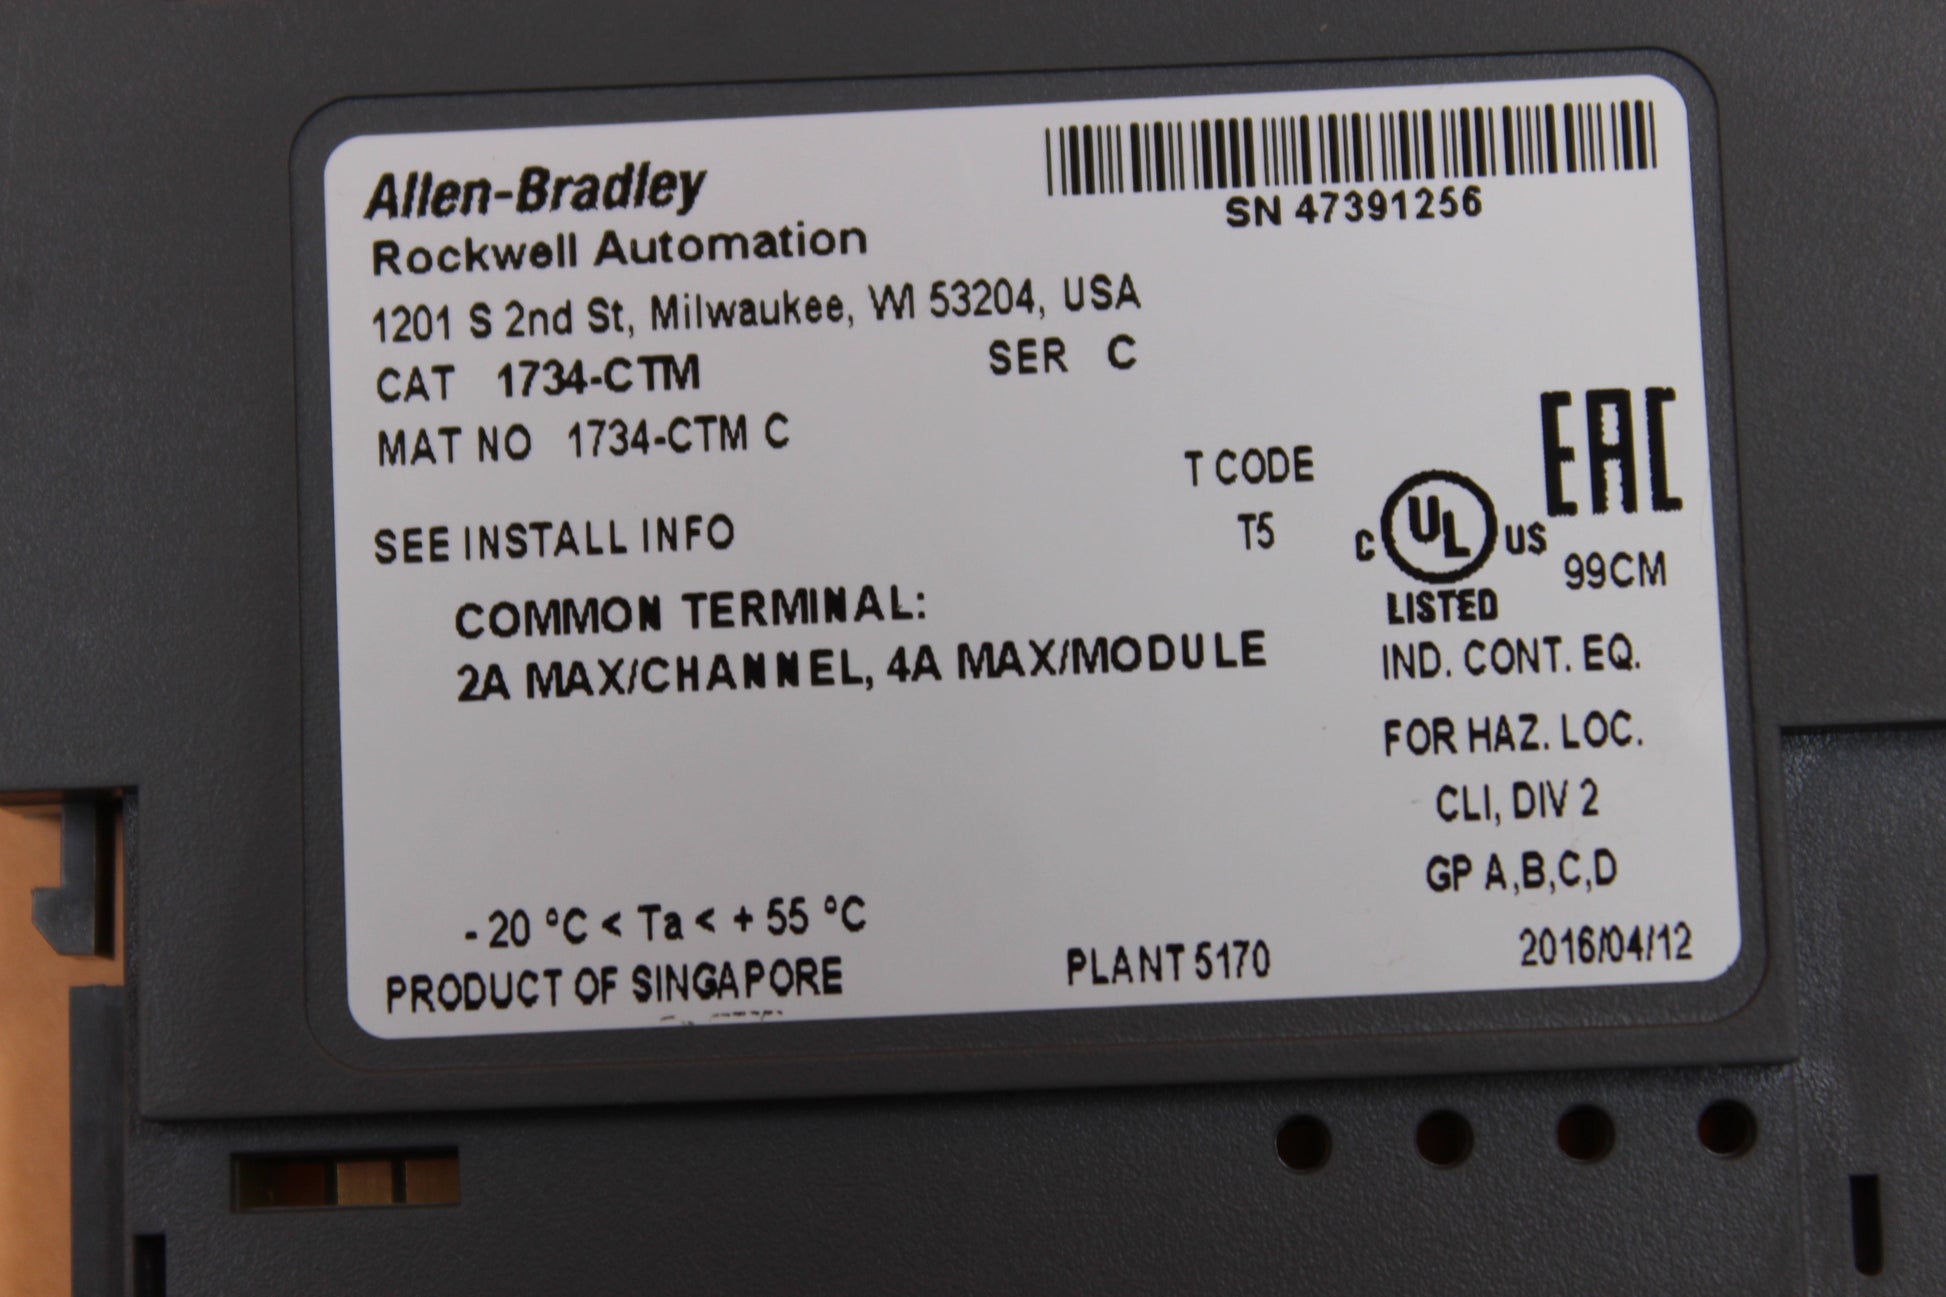 Allen-Bradley
Rockwell Automation
SN 47391256
1201 S 2nd St, Milwaukee, WI 53204, USA
CAT 1734-CTM SER C
MAT NO 1734-CTM C
SEE INSTALL INFO
T CODE
T5
EAC
C UL US
LISTED
99CM
COMMON TERMINAL:
2A MAX/CHANNEL, 4A MAX/MODULE
IND. CONT. EQ.
FOR HAZ. LOC.
CLI, DIV 2
GP A,B,C,D
- 20 °C < Ta < + 55 °C
PRODUCT OF SINGAPORE
PLANT 5170
2016/04/12